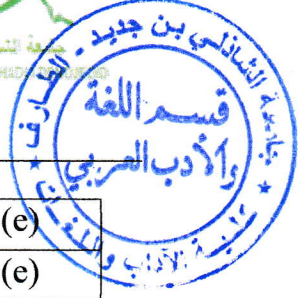 جامعة الشاذلي بن جديد - الطارف
قسم اللغة
والأدب العربي
كلية الآداب واللغات
(e)
(e)